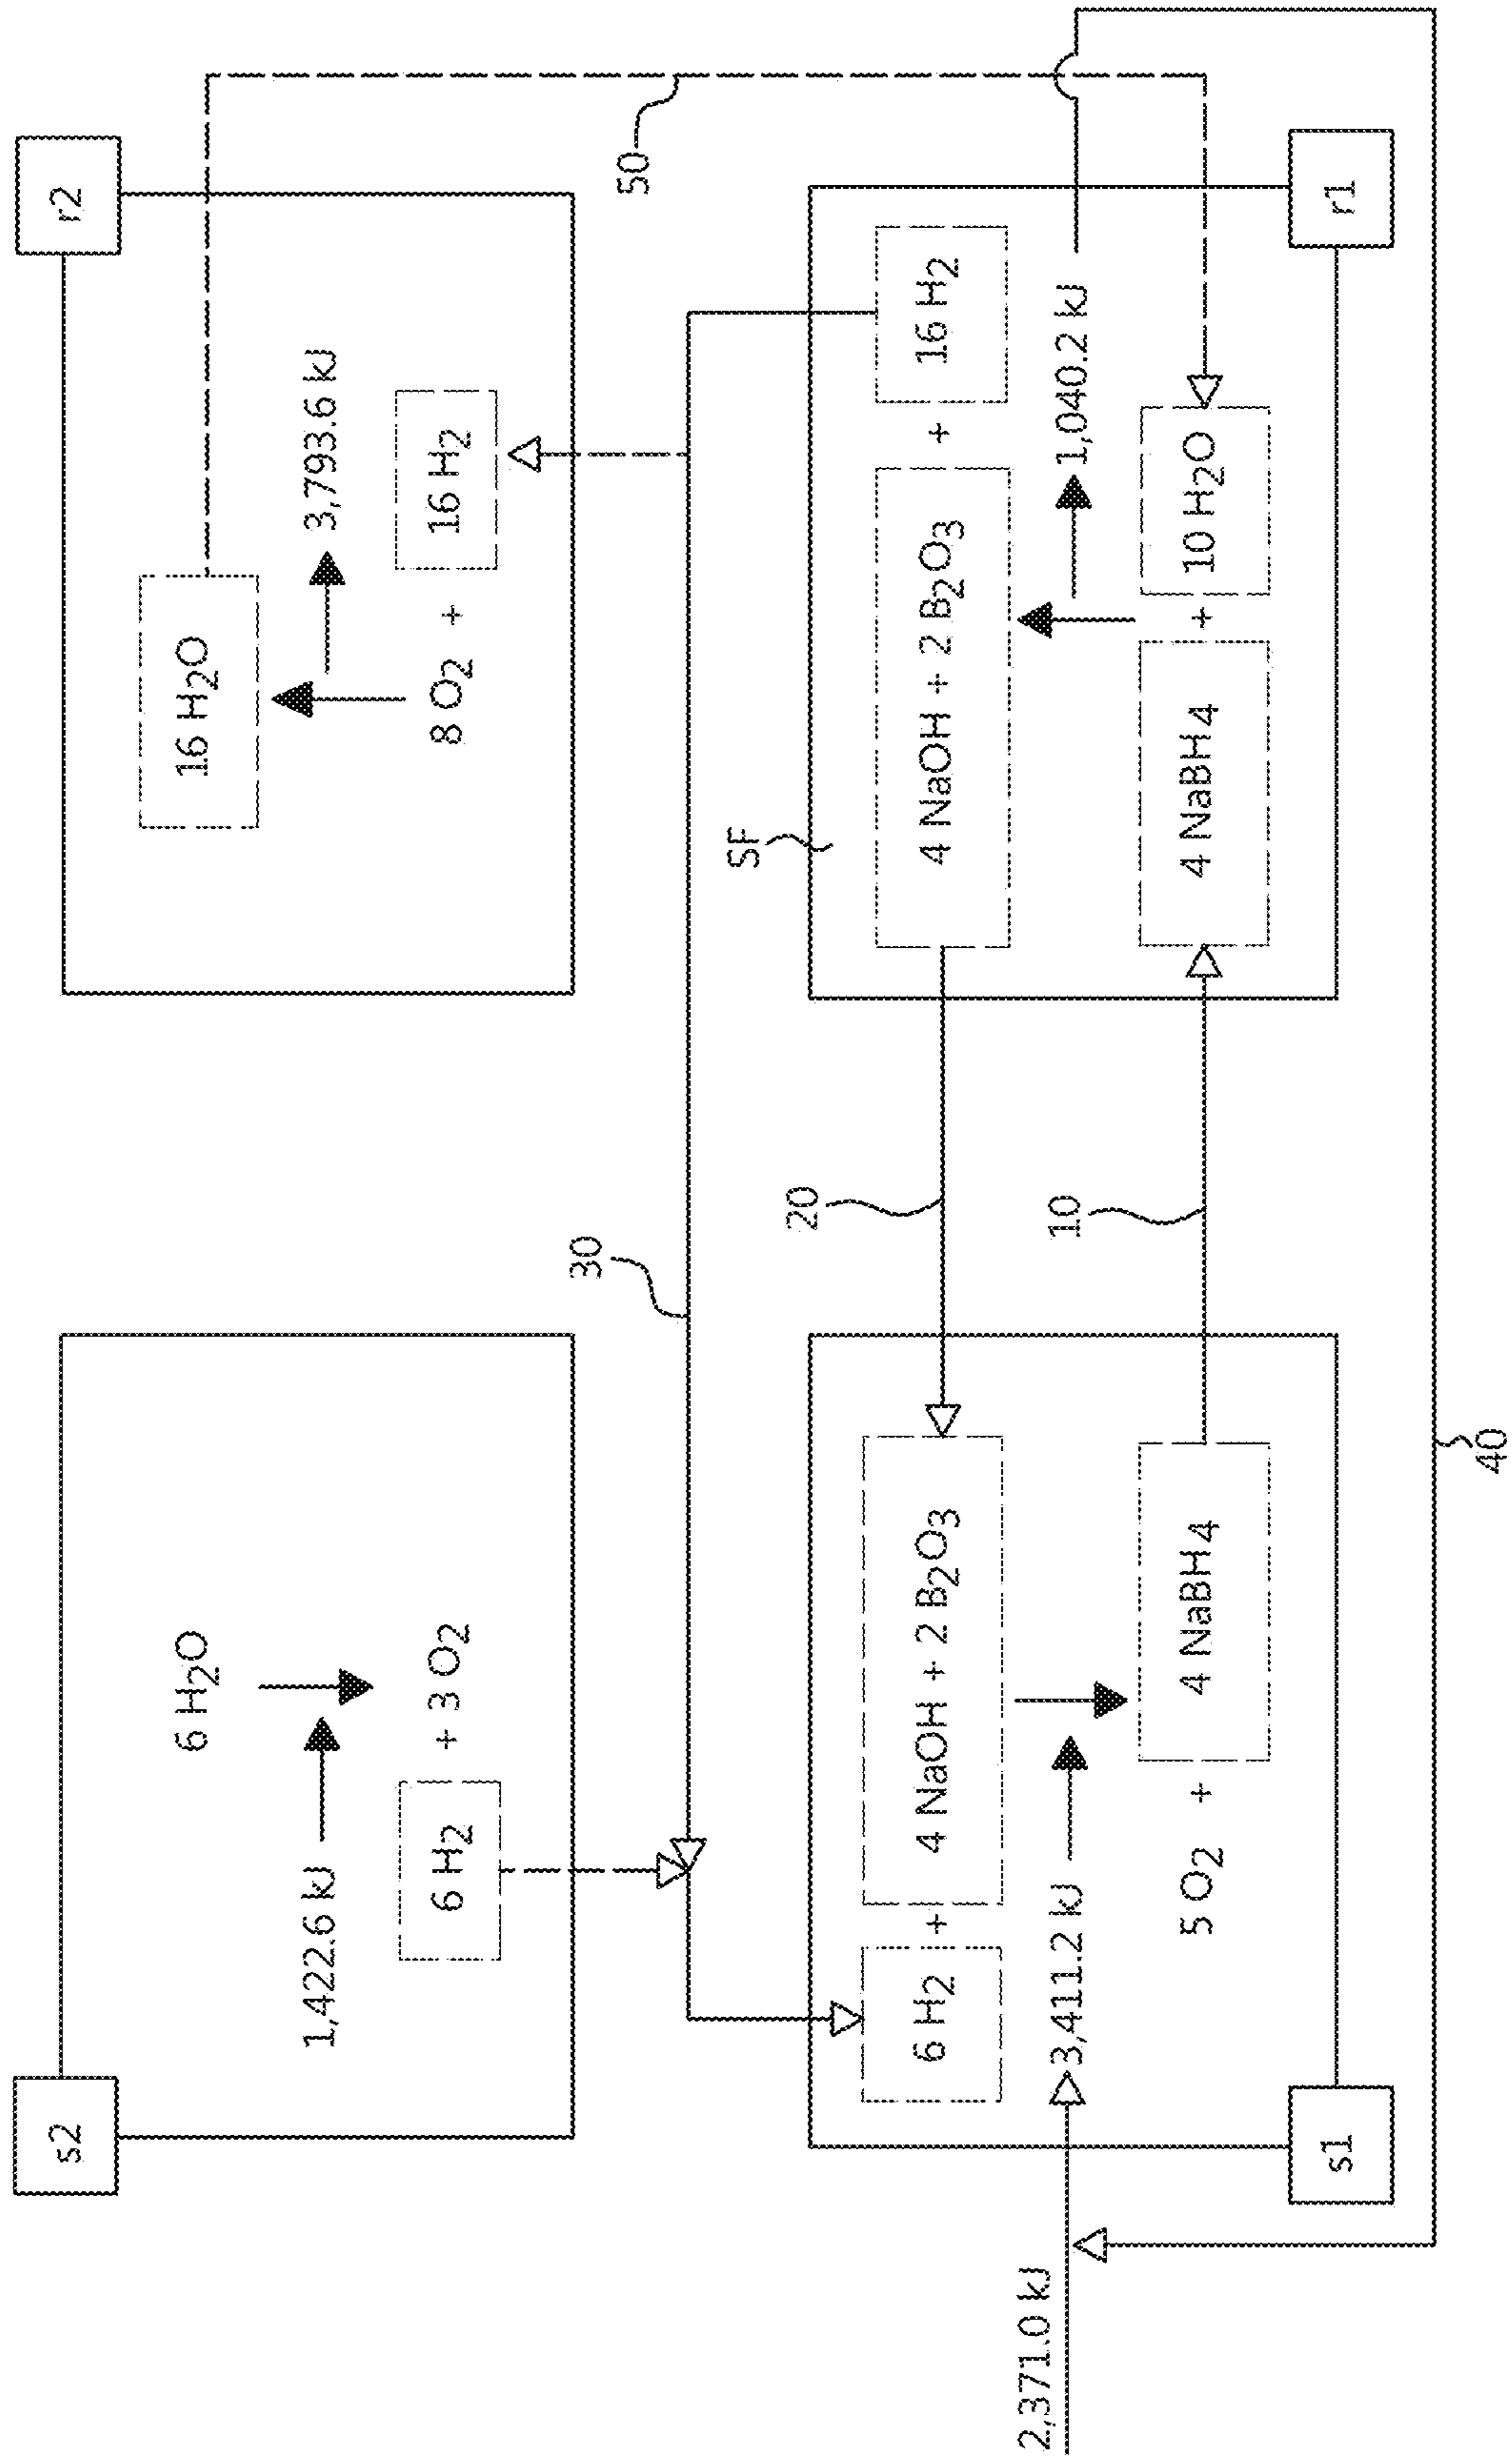 s2
6 H2O
1,422.6 kJ
6 H2 + 3 O2
r2
16 H2O
3,793.6 kJ
8 O2 + 16 H2
50
30
SF
20
10
6 H2 + 4 NaOH + 2 B2O3
3,411.2 kJ
5 O2 + 4 NaBH4
s1
2,371.0 kJ
4 NaOH + 2 B2O3 + 16 H2
1,040.2 kJ
4 NaBH4 + 10 H2O
r1
40